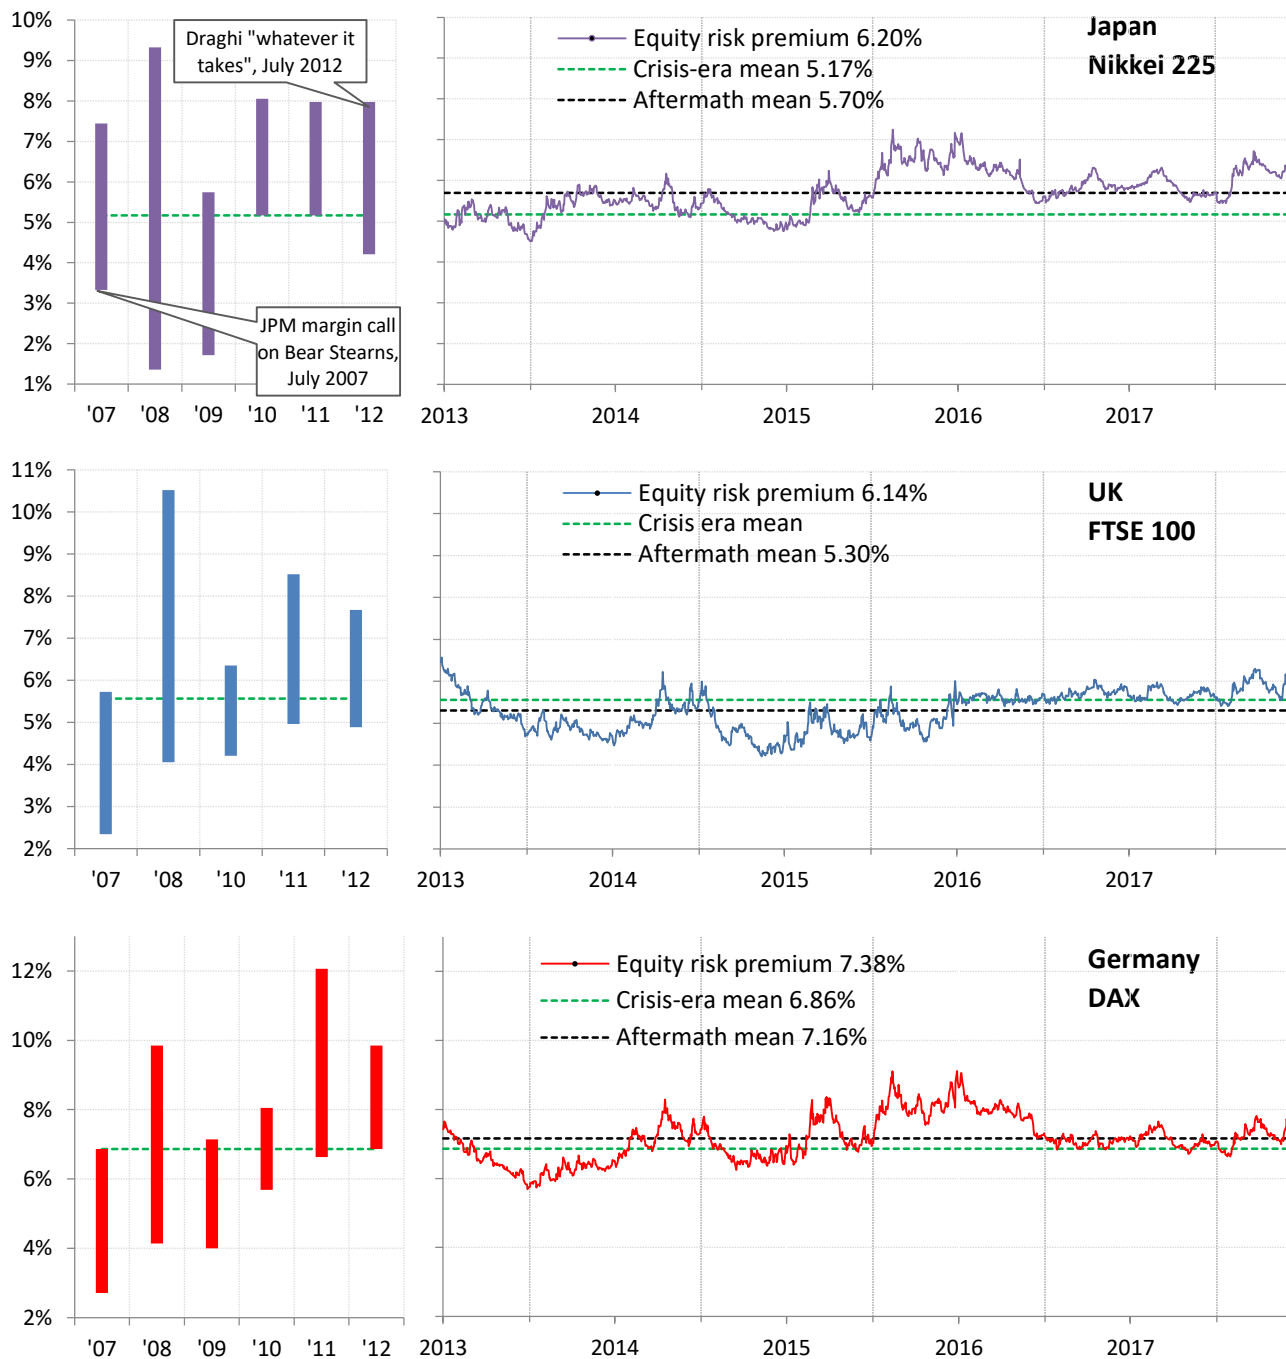 10%
9%
8%
7%
6%
5%
4%
3%
2%
1%
Draghi "whatever it
takes", July 2012
JPM margin call
on Bear Stearns,
July 2007
'07 '08 '09 '10 '11 '12
Equity risk premium 6.20%
Crisis-era mean 5.17%
Aftermath mean 5.70%
Japan
Nikkei 225
2013 2014 2015 2016 2017
11%
10%
9%
8%
7%
6%
5%
4%
3%
2%
'07 '08 '10 '11 '12
Equity risk premium 6.14%
Crisis era mean
Aftermath mean 5.30%
UK
FTSE 100
2013 2014 2015 2016 2017
12%
10%
8%
6%
4%
2%
'07 '08 '09 '10 '11 '12
Equity risk premium 7.38%
Crisis-era mean 6.86%
Aftermath mean 7.16%
Germany
DAX
2013 2014 2015 2016 2017